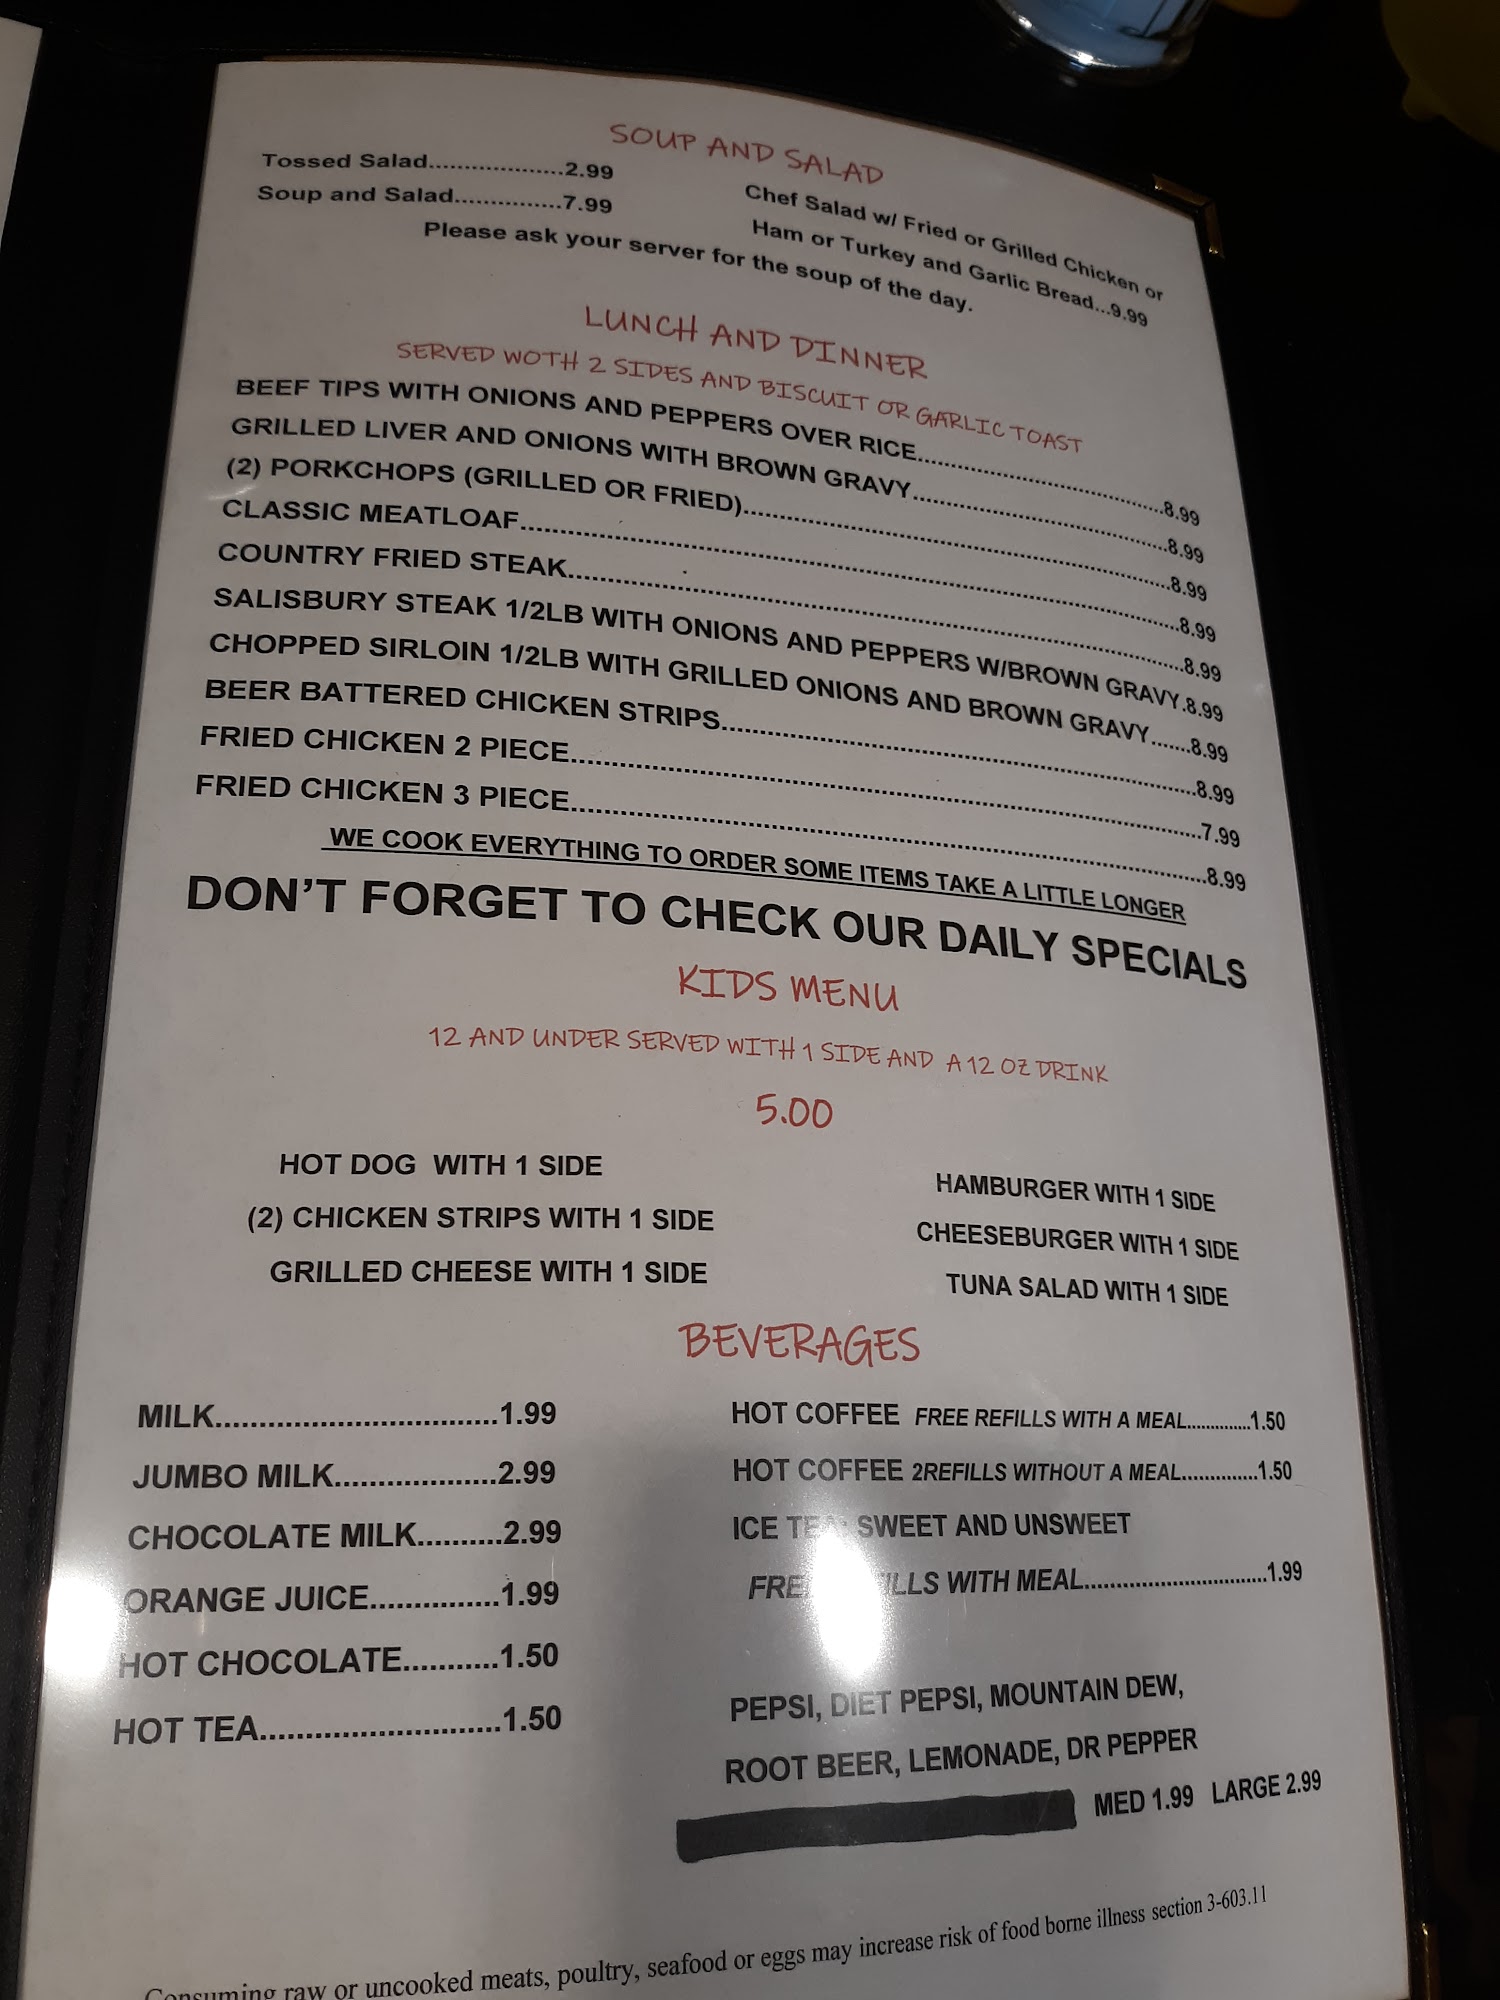 SOUP AND SALAD
Tossed Salad...................2.99
Soup and Salad...............7.99
Chef Salad w/ Fried or Grilled Chicken or
Ham or Turkey and Garlic Bread...9.99
Please ask your server for the soup of the day.
LUNCH AND DINNER
SERVED WOTH 2 SIDES AND BISCUIT OR GARLIC TOAST
BEEF TIPS WITH ONIONS AND PEPPERS OVER RICE..............................8.99
GRILLED LIVER AND ONIONS WITH BROWN GRAVY...............................8.99
(2) PORKCHOPS (GRILLED OR FRIED)....................................................8.99
CLASSIC MEATLOAF................................................................................8.99
COUNTRY FRIED STEAK..........................................................................8.99
SALISBURY STEAK 1/2LB WITH ONIONS AND PEPPERS W/BROWN GRAVY.8.99
CHOPPED SIRLOIN 1/2LB WITH GRILLED ONIONS AND BROWN GRAVY.......8.99
BEER BATTERED CHICKEN STRIPS..........................................................8.99
FRIED CHICKEN 2 PIECE............................................................................7.99
FRIED CHICKEN 3 PIECE............................................................................8.99
WE COOK EVERYTHING TO ORDER SOME ITEMS TAKE A LITTLE LONGER
DON'T FORGET TO CHECK OUR DAILY SPECIALS
KIDS MENU
12 AND UNDER SERVED WITH 1 SIDE AND A 12 OZ DRINK
5.00
HOT DOG WITH 1 SIDE
(2) CHICKEN STRIPS WITH 1 SIDE
GRILLED CHEESE WITH 1 SIDE
HAMBURGER WITH 1 SIDE
CHEESEBURGER WITH 1 SIDE
TUNA SALAD WITH 1 SIDE
BEVERAGES
MILK.................................1.99
JUMBO MILK...................2.99
CHOCOLATE MILK..........2.99
ORANGE JUICE...............1.99
HOT CHOCOLATE...........1.50
HOT TEA..........................1.50
HOT COFFEE FREE REFILLS WITH A MEAL.............1.50
HOT COFFEE 2REFILLS WITHOUT A MEAL..............1.50
ICE TEA: SWEET AND UNSWEET
FREE REFILLS WITH MEAL..............................1.99
PEPSI, DIET PEPSI, MOUNTAIN DEW,
ROOT BEER, LEMONADE, DR PEPPER
MED 1.99 LARGE 2.99
Consuming raw or uncooked meats, poultry, seafood or eggs may increase risk of food borne illness section 3-603.11